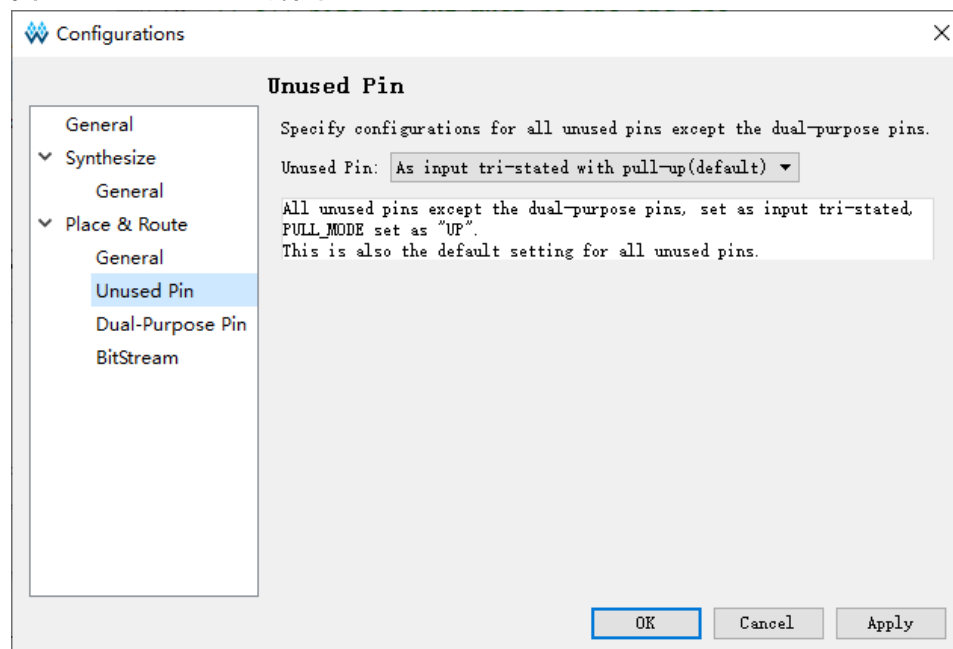 Configurations
Unused Pin
General
Synthesize
General
Place & Route
General
Unused Pin
Dual-Purpose Pin
BitStream
Specify configurations for all unused pins except the dual-purpose pins.
Unused Pin: As input tri-stated with pull-up(default)
All unused pins except the dual-purpose pins, set as input tri-stated,
PULL_MODE set as "UP".
This is also the default setting for all unused pins.
OK Cancel Apply